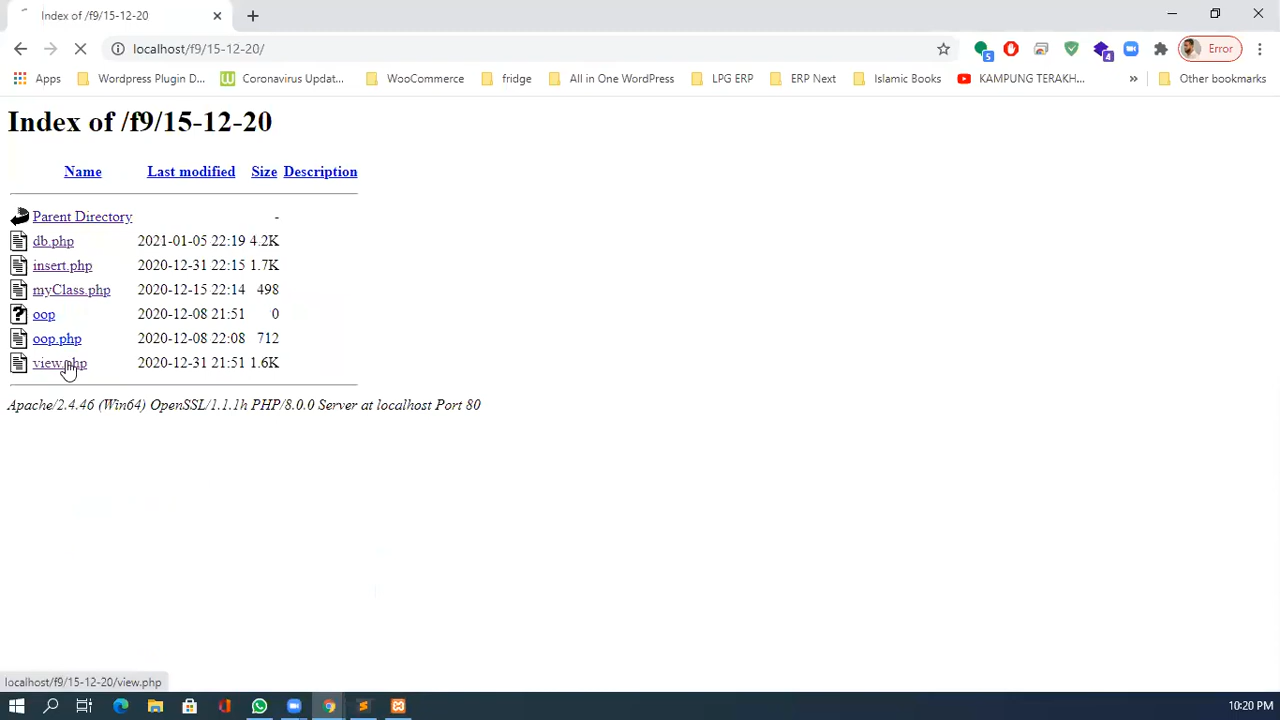 Index of /f9/15-12-20
localhost/f9/15-12-20/
5
4
Error
Apps
Wordpress Plugin D...
Coronavirus Updat...
WooCommerce
fridge
All in One WordPress
LPG ERP
ERP Next
Islamic Books
KAMPUNG TERAKH...
»
Other bookmarks
Index of /f9/15-12-20
Name Last modified Size Description
Parent Directory -
db.php 2021-01-05 22:19 4.2K
insert.php 2020-12-31 22:15 1.7K
myClass.php 2020-12-15 22:14 498
oop 2020-12-08 21:51 0
oop.php 2020-12-08 22:08 712
view.php 2020-12-31 21:51 1.6K
Apache/2.4.46 (Win64) OpenSSL/1.1.1h PHP/8.0.0 Server at localhost Port 80
localhost/f9/15-12-20/view.php
10:20 PM